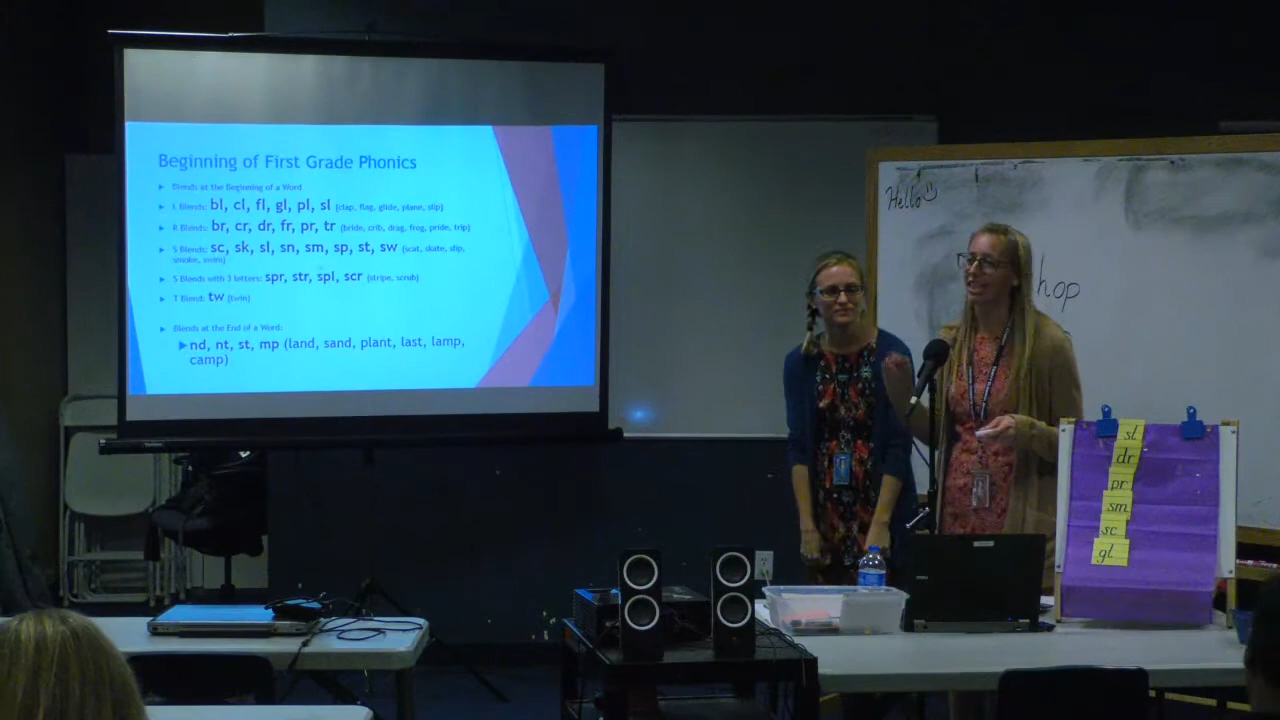 Beginning of First Grade Phonics
Blends at the Beginning of a Word
L Blends: bl, cl, fl, gl, pl, sl (clap, flag, glide, plane, slip)
R Blends: br, cr, dr, fr, pr, tr (bride, crib, drag, frog, pride, trip)
S Blends: sc, sk, sl, sn, sm, sp, st, sw (scat, skate, slip,
smoke, swim)
S Blends with 3 letters: spr, str, spl, scr (stripe, scrub)
T Blend: tw (twin)
Blends at the End of a Word:
nd, nt, st, mp (land, sand, plant, last, lamp,
camp)
Hello
hop
sl
dr
pr
sm
sc
gl